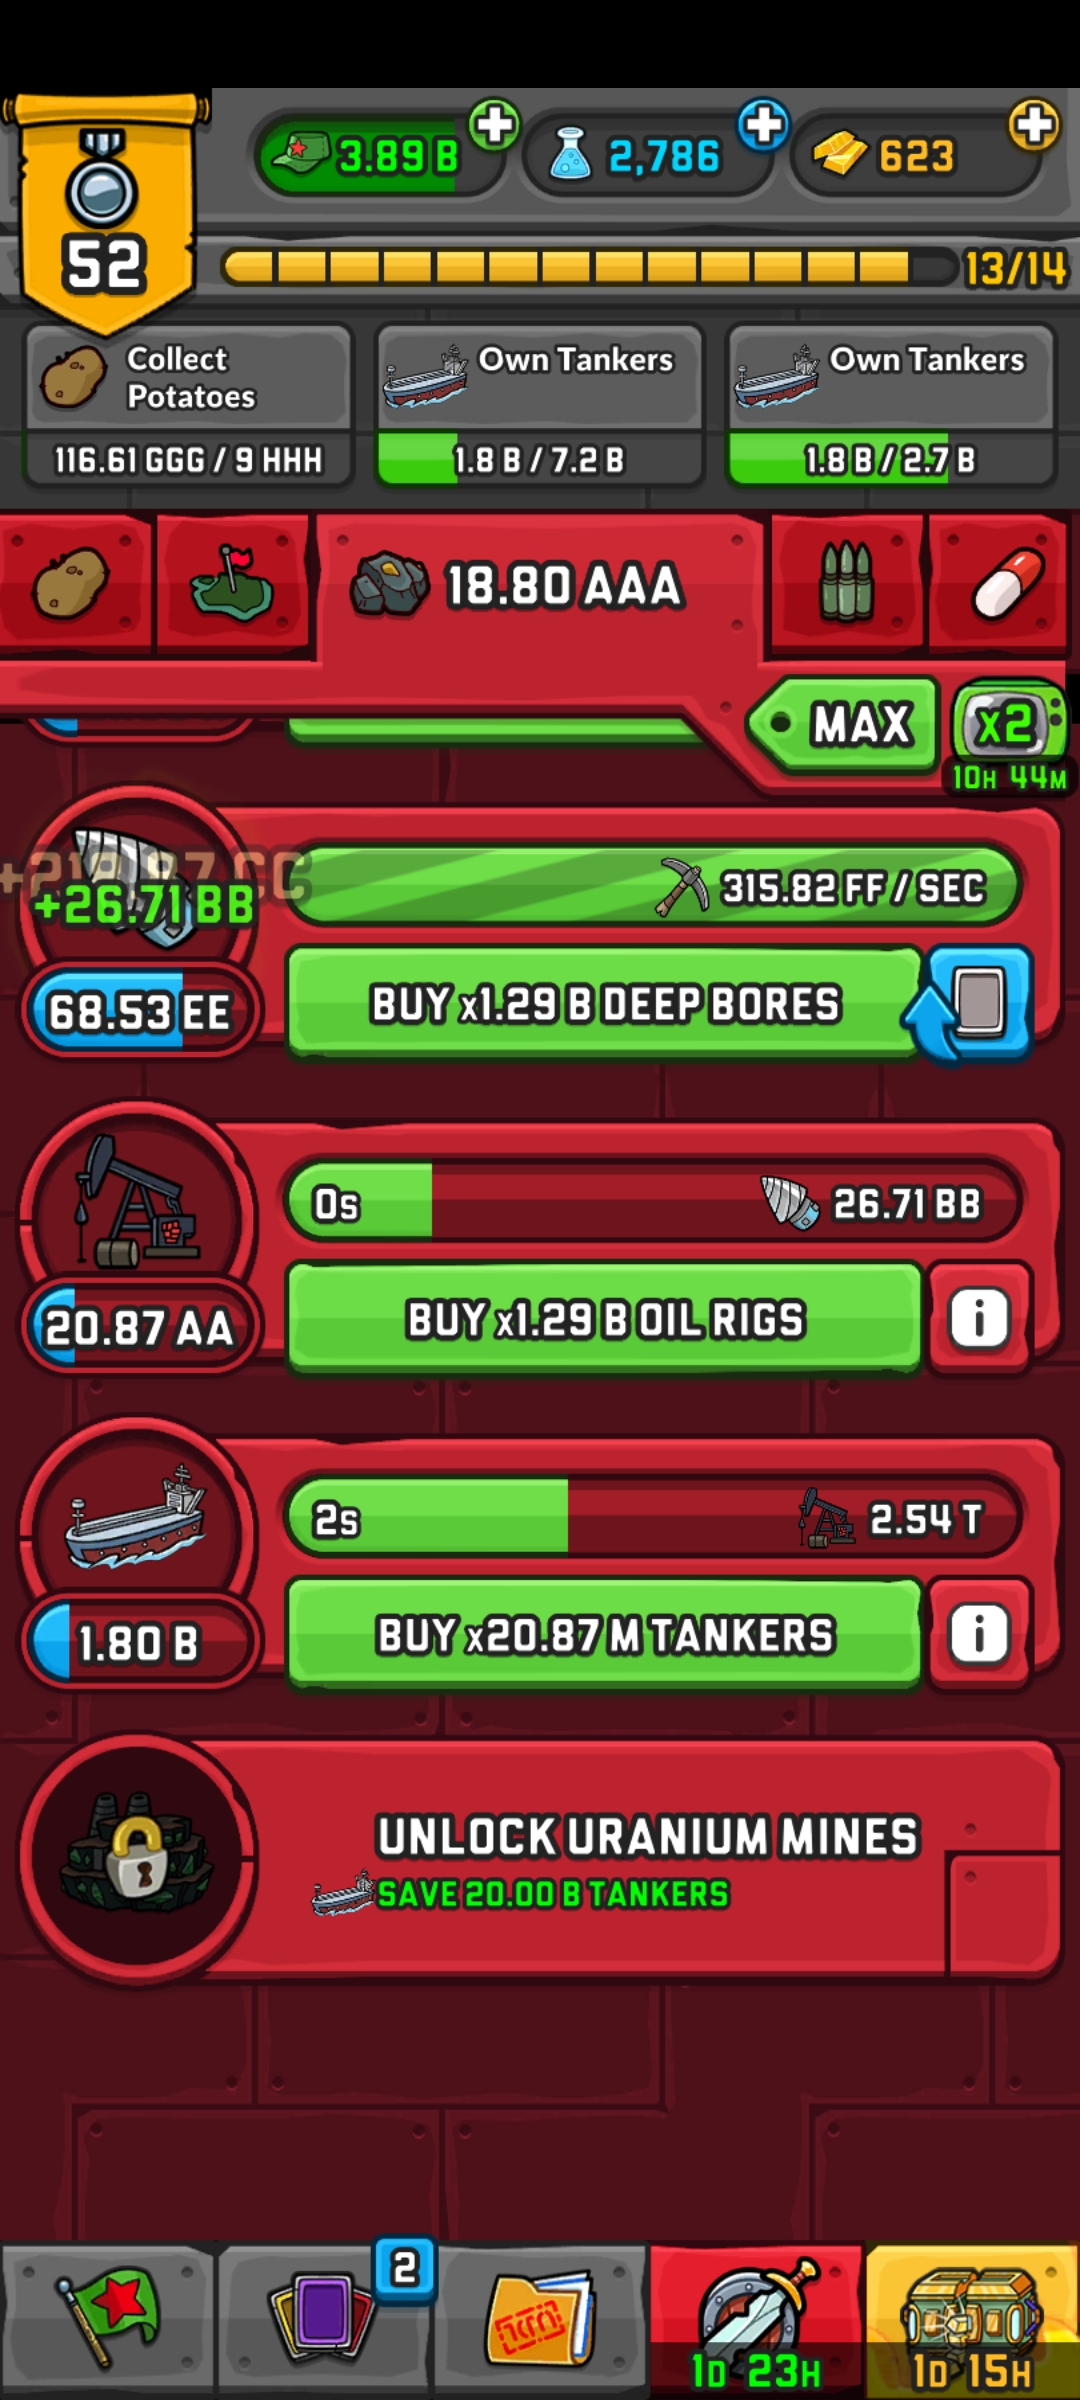 3.89 B
2,786
623
52
13/14
Collect
Potatoes
Own Tankers
Own Tankers
116.61 GGG / 9 HHH
1.8 B / 7.2 B
1.8 B / 2.7 B
18.80 AAA
MAX
x2
10H 44M
+26.71 BB
315.82 FF / SEC
68.53 EE
BUY x1.29 B DEEP BORES
0s
26.71 BB
20.87 AA
BUY x1.29 B OIL RIGS
i
2s
2.54 T
1.80 B
BUY x20.87 M TANKERS
i
UNLOCK URANIUM MINES
SAVE 20.00 B TANKERS
2
1D 23H
1D 15H